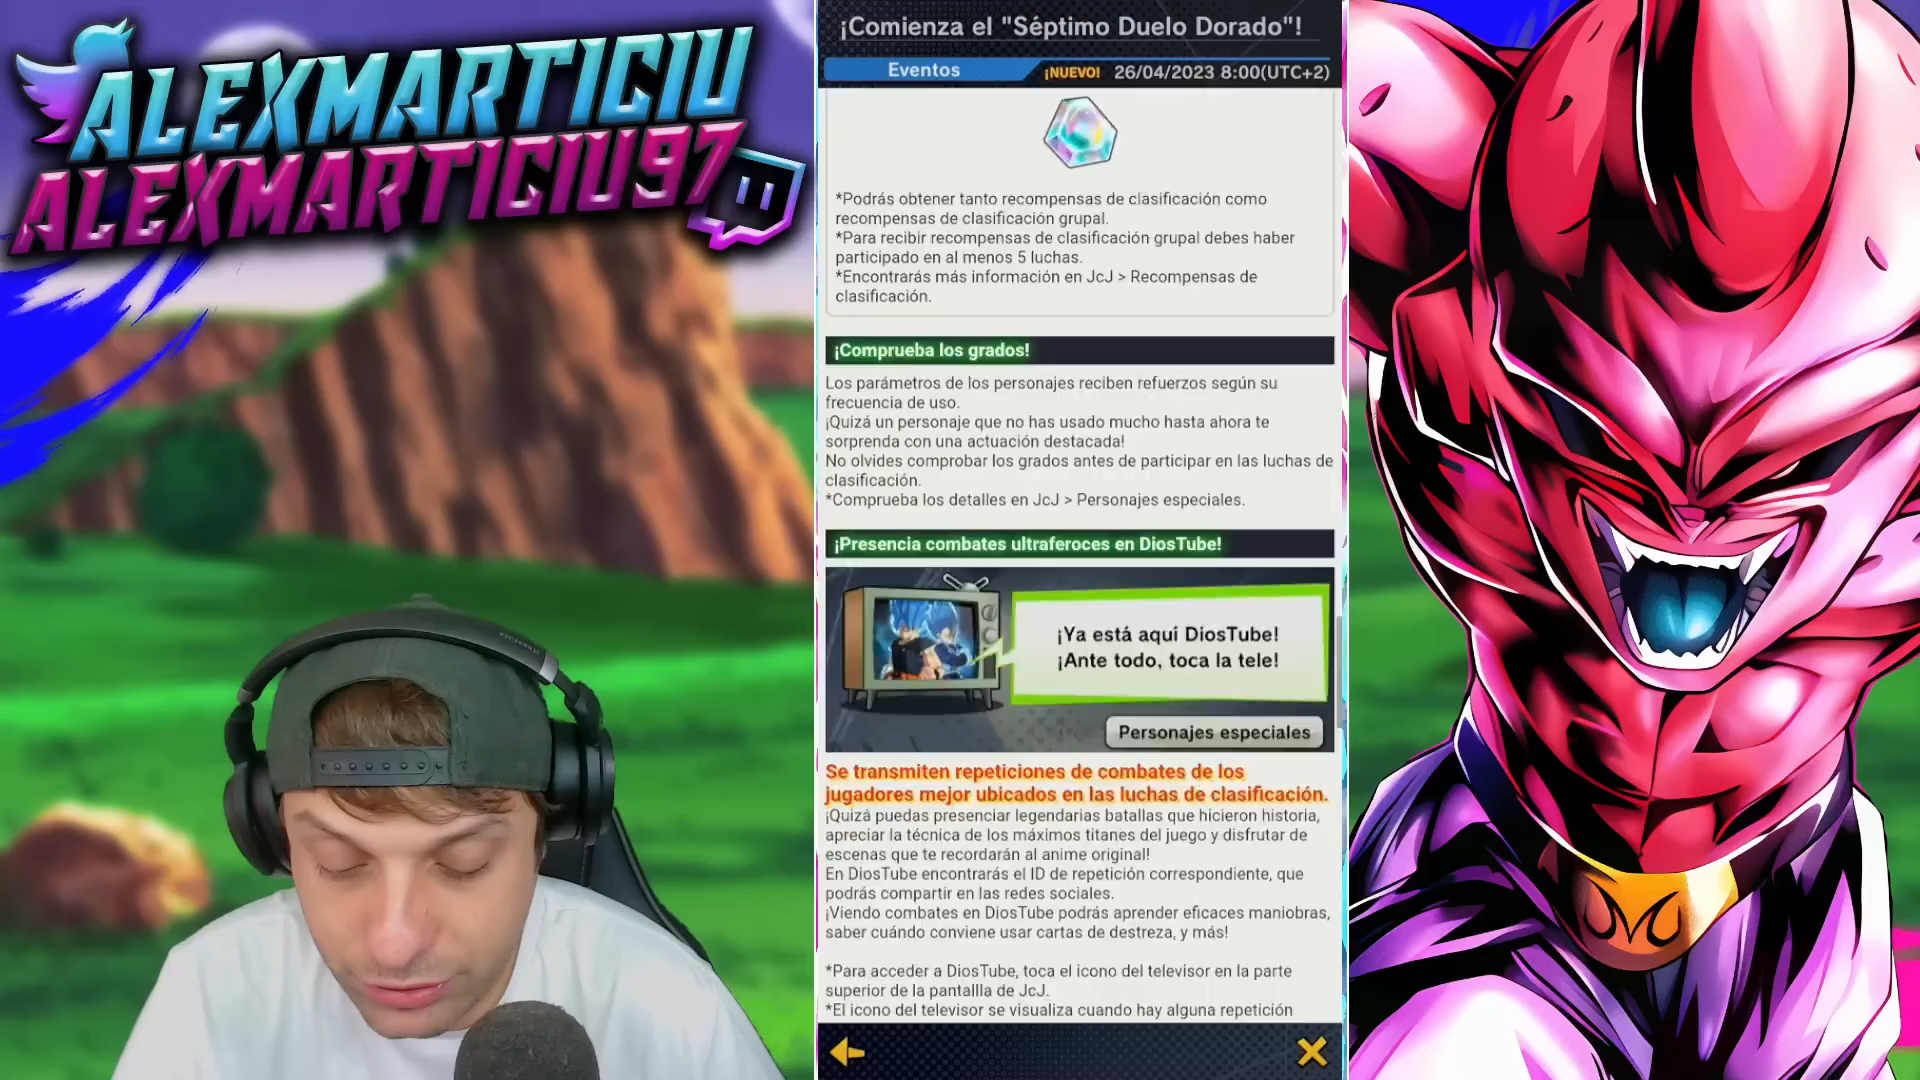 ALEXMARTICIU
ALEXMARTICIU97
¡Comienza el "Séptimo Duelo Dorado"!
Eventos
¡NUEVO! 26/04/2023 8:00(UTC+2)
*Podrás obtener tanto recompensas de clasificación como
recompensas de clasificación grupal.
*Para recibir recompensas de clasificación grupal debes haber
participado en al menos 5 luchas.
*Encontrarás más información en JcJ > Recompensas de
clasificación.
¡Comprueba los grados!
Los parámetros de los personajes reciben refuerzos según su
frecuencia de uso.
¡Quizá un personaje que no has usado mucho hasta ahora te
sorprenda con una actuación destacada!
No olvides comprobar los grados antes de participar en las luchas de
clasificación.
*Comprueba los detalles en JcJ > Personajes especiales.
¡Presencia combates ultraferoces en DiosTube!
¡Ya está aquí DiosTube!
¡Ante todo, toca la tele!
Personajes especiales
Se transmiten repeticiones de combates de los
jugadores mejor ubicados en las luchas de clasificación.
¡Quizá puedas presenciar legendarias batallas que hicieron historia,
apreciar la técnica de los máximos titanes del juego y disfrutar de
escenas que te recordarán al anime original!
En DiosTube encontrarás el ID de repetición correspondiente, que
podrás compartir en las redes sociales.
¡Viendo combates en DiosTube podrás aprender eficaces maniobras,
saber cuándo conviene usar cartas de destreza, y más!
*Para acceder a DiosTube, toca el icono del televisor en la parte
superior de la pantallla de JcJ.
*El icono del televisor se visualiza cuando hay alguna repetición